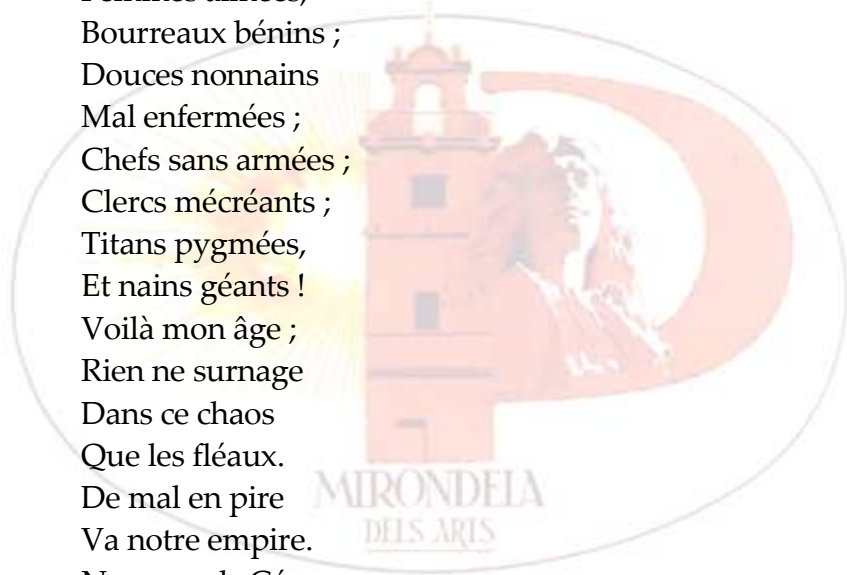 Femmes armées,
Bourreaux bénins ;
Douces nonnains
Mal enfermées ;
Chefs sans armées ;
Clercs mécréants ;
Titans pygmées,
Et nains géants !
Voilà mon âge ;
Rien ne surnage
Dans ce chaos
Que les fléaux.
De mal en pire
Va notre empire.
MIRONDELA
DELS ARTS